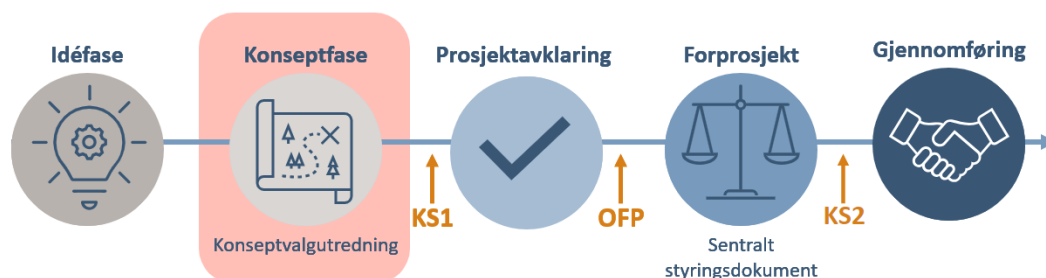 Idéfase
Konseptfase
Prosjektavklaring
Forprosjekt
Gjennomføring
KS1
OFP
KS2
Konseptvalgutredning
Sentralt
styringsdokument